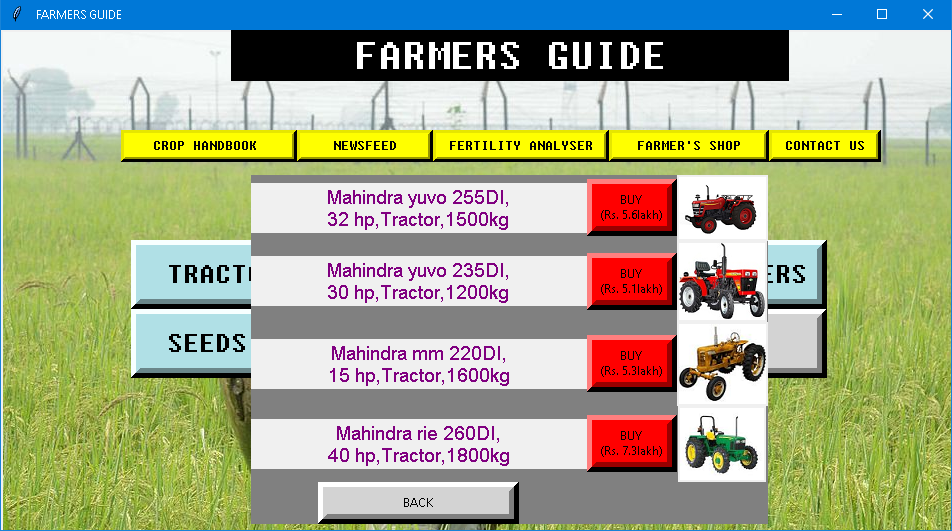 FARMERS GUIDE
FARMERS GUIDE
CROP HANDBOOK NEWSFEED FERTILITY ANALYSER FARMER'S SHOP CONTACT US
Mahindra yuvo 255DI,
32 hp,Tractor,1500kg
BUY
(Rs. 5.6lakh)
Mahindra yuvo 235DI,
30 hp,Tractor,1200kg
BUY
(Rs. 5.1lakh)
Mahindra mm 220DI,
15 hp,Tractor,1600kg
BUY
(Rs. 5.3lakh)
Mahindra rie 260DI,
40 hp,Tractor,1800kg
BUY
(Rs. 7.3lakh)
SEEDS
BACK